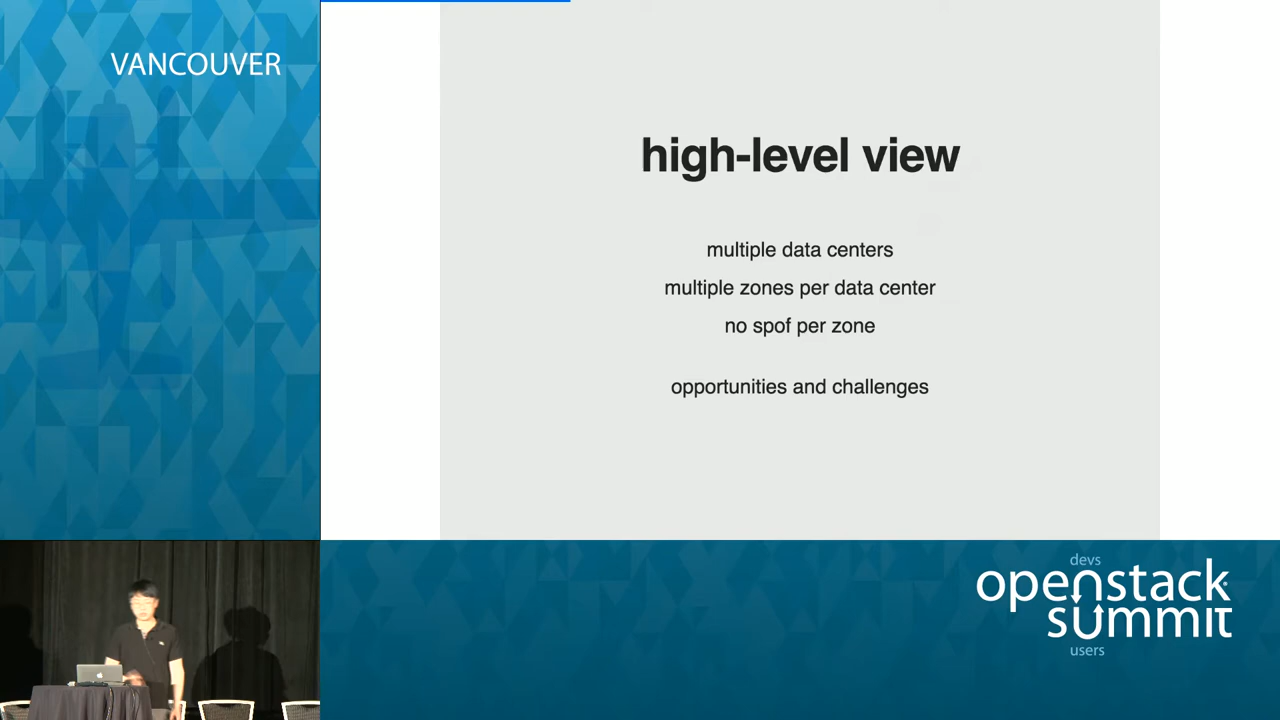 VANCOUVER
high-level view
multiple data centers
multiple zones per data center
no spof per zone
opportunities and challenges
devs
openstack
summit
users